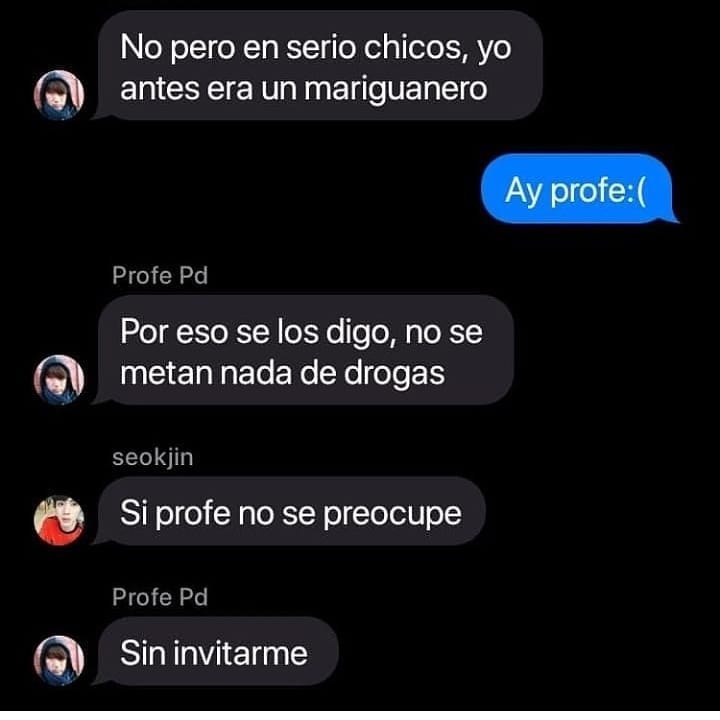 No pero en serio chicos, yo
antes era un mariguanero
Ay profe:(
Profe Pd
Por eso se los digo, no se
metan nada de drogas
seokjin
Si profe no se preocupe
Profe Pd
Sin invitarme